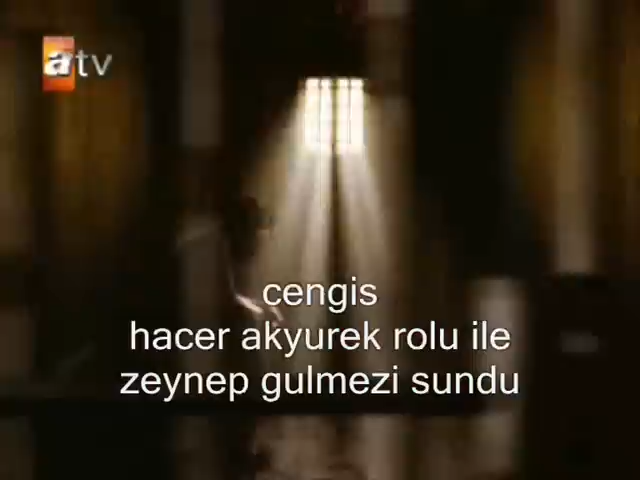 atv
cengis
hacer akyurek rolu ile
zeynep gulmezi sundu